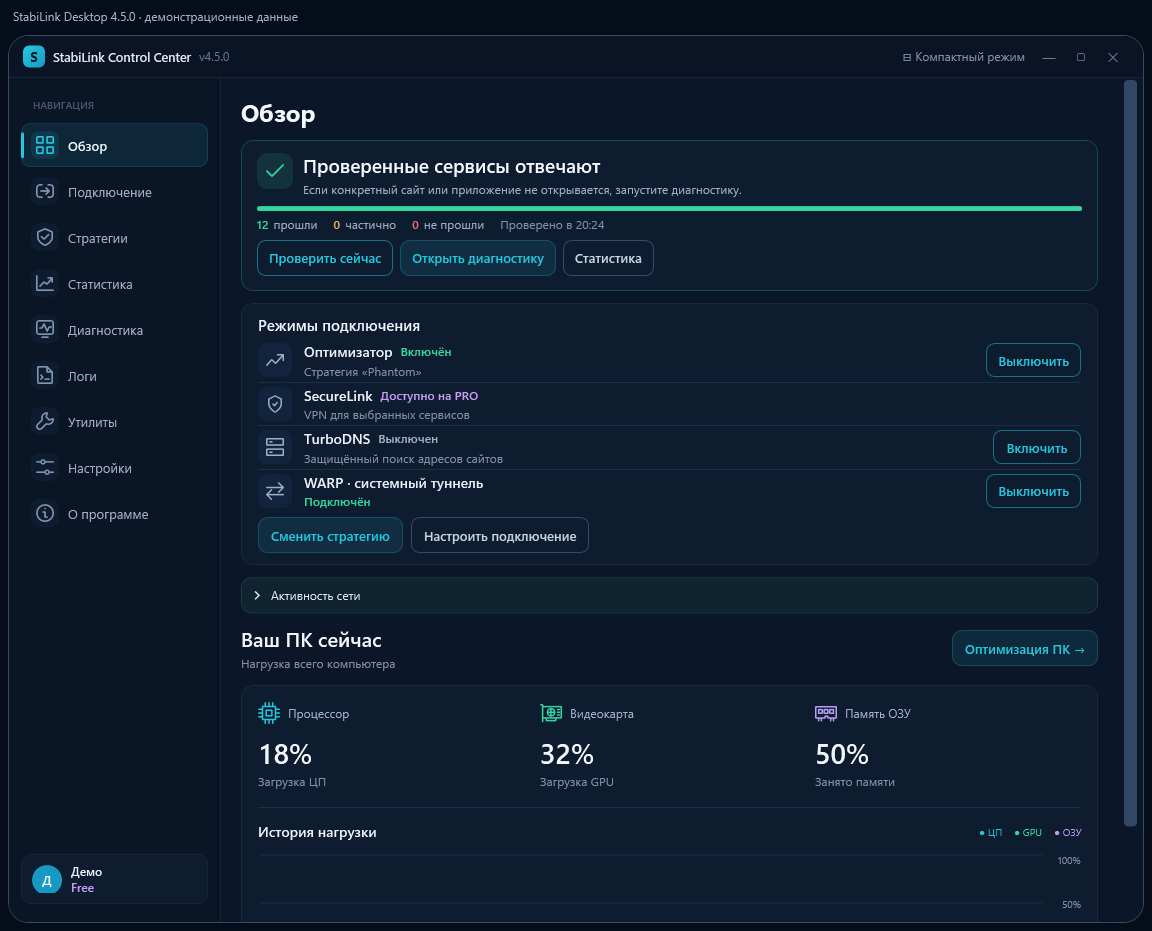 StabiLink Desktop 4.5.0 · демонстрационные данные
S StabiLink Control Center v4.5.0
Компактный режим
НАВИГАЦИЯ
Обзор
Подключение
Стратегии
Статистика
Диагностика
Логи
Утилиты
Настройки
О программе
Д
Демо
Free
Обзор
Проверенные сервисы отвечают
Если конкретный сайт или приложение не открывается, запустите диагностику.
12 прошли 0 частично 0 не прошли Проверено в 20:24
Проверить сейчас Открыть диагностику Статистика
Режимы подключения
Оптимизатор Включён
Стратегия «Phantom»
Выключить
SecureLink Доступно на PRO
VPN для выбранных сервисов
TurboDNS Выключен
Защищённый поиск адресов сайтов
Включить
WARP · системный туннель
Подключён
Выключить
Сменить стратегию Настроить подключение
Активность сети
Ваш ПК сейчас
Нагрузка всего компьютера
Оптимизация ПК →
Процессор Видеокарта Память ОЗУ
18% 32% 50%
Загрузка ЦП Загрузка GPU Занято памяти
История нагрузки
ЦП GPU ОЗУ
100%
50%